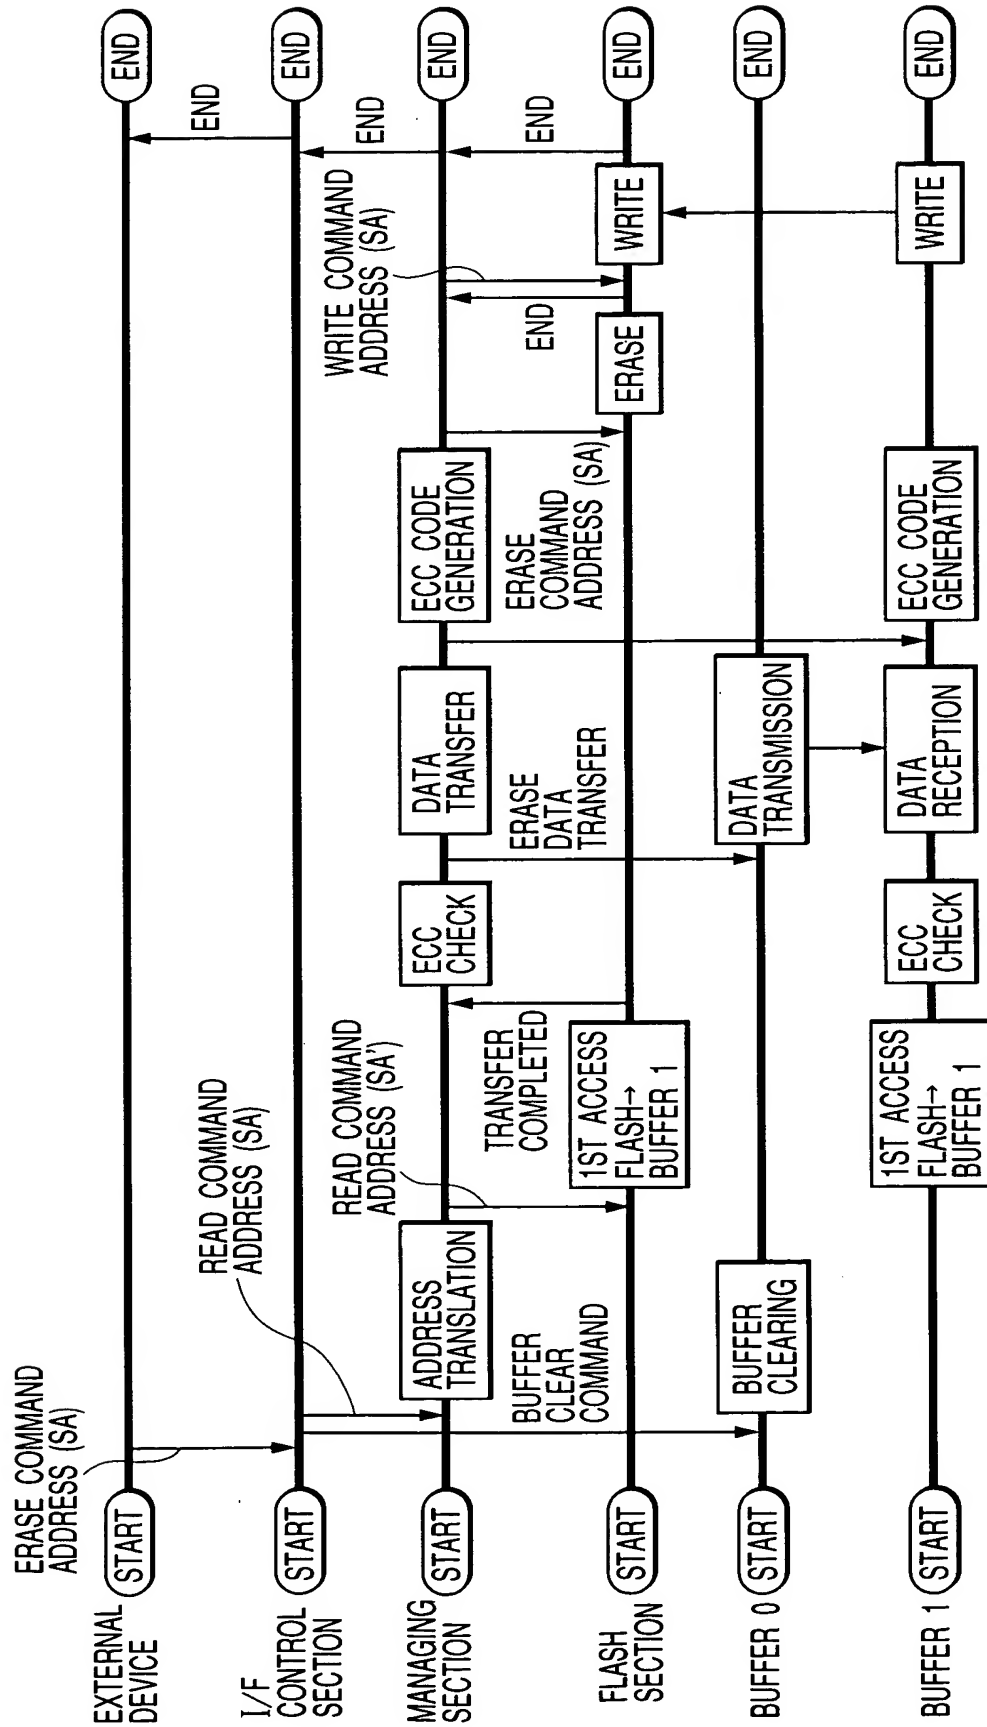 EXTERNAL
DEVICE
START
ERASE COMMAND
ADDRESS (SA)
END
END
I/F
CONTROL
SECTION
START
READ COMMAND
ADDRESS (SA)
END
END
MANAGING
SECTION
START
ADDRESS
TRANSLATION
READ COMMAND
ADDRESS (SA')
ECC
CHECK
DATA
TRANSFER
ECC CODE
GENERATION
WRITE COMMAND
ADDRESS (SA)
END
BUFFER
CLEAR
COMMAND
TRANSFER
COMPLETED
ERASE
DATA
TRANSFER
ERASE
COMMAND
ADDRESS (SA)
END
END
FLASH
SECTION
START
1ST ACCESS
FLASH→
BUFFER 1
ERASE
WRITE
END
BUFFER 0
START
BUFFER
CLEARING
DATA
TRANSMISSION
END
BUFFER 1
START
1ST ACCESS
FLASH→
BUFFER 1
ECC
CHECK
DATA
RECEPTION
ECC CODE
GENERATION
WRITE
END